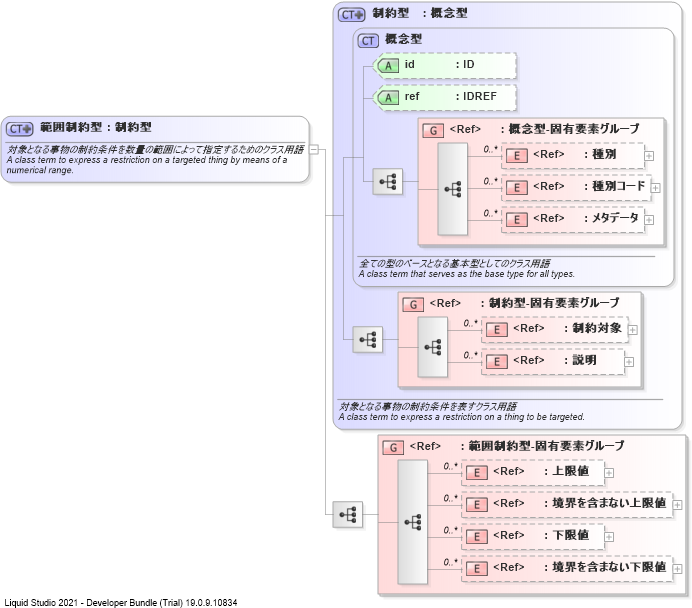 CT 制約型 : 概念型
CT 概念型
A id : ID
A ref : IDREF
G <Ref> : 概念型-固有要素グループ
0..* E <Ref> : 種別
0..* E <Ref> : 種別コード
0..* E <Ref> : メタデータ
全ての型のベースとなる基本型としてのクラス用語
A class term that serves as the base type for all types.
CT 範囲制約型 : 制約型
対象となる事物の制約条件を数量の範囲によって指定するためのクラス用語
A class term to express a restriction on a targeted thing by means of a
numerical range.
G <Ref> : 制約型-固有要素グループ
0..* E <Ref> : 制約対象
0..* E <Ref> : 説明
対象となる事物の制約条件を表すクラス用語
A class term to express a restriction on a thing to be targeted.
G <Ref> : 範囲制約型-固有要素グループ
0..* E <Ref> : 上限値
0..* E <Ref> : 境界を含まない上限値
0..* E <Ref> : 下限値
0..* E <Ref> : 境界を含まない下限値
Liquid Studio 2021 - Developer Bundle (Trial) 19.0.9.10834